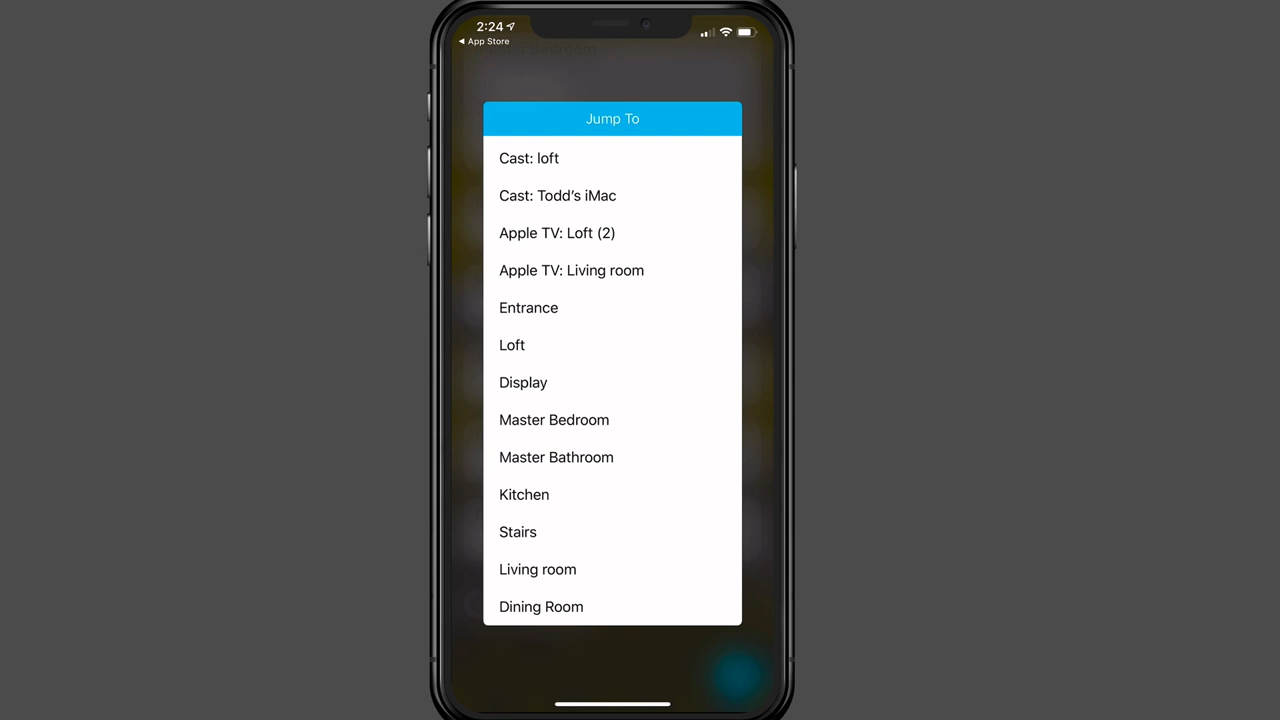 2:24
◀ App Store
Bedroom
Jump To
Cast: loft
Cast: Todd’s iMac
Apple TV: Loft (2)
Apple TV: Living room
Entrance
Loft
Display
Master Bedroom
Master Bathroom
Kitchen
Stairs
Living room
Dining Room